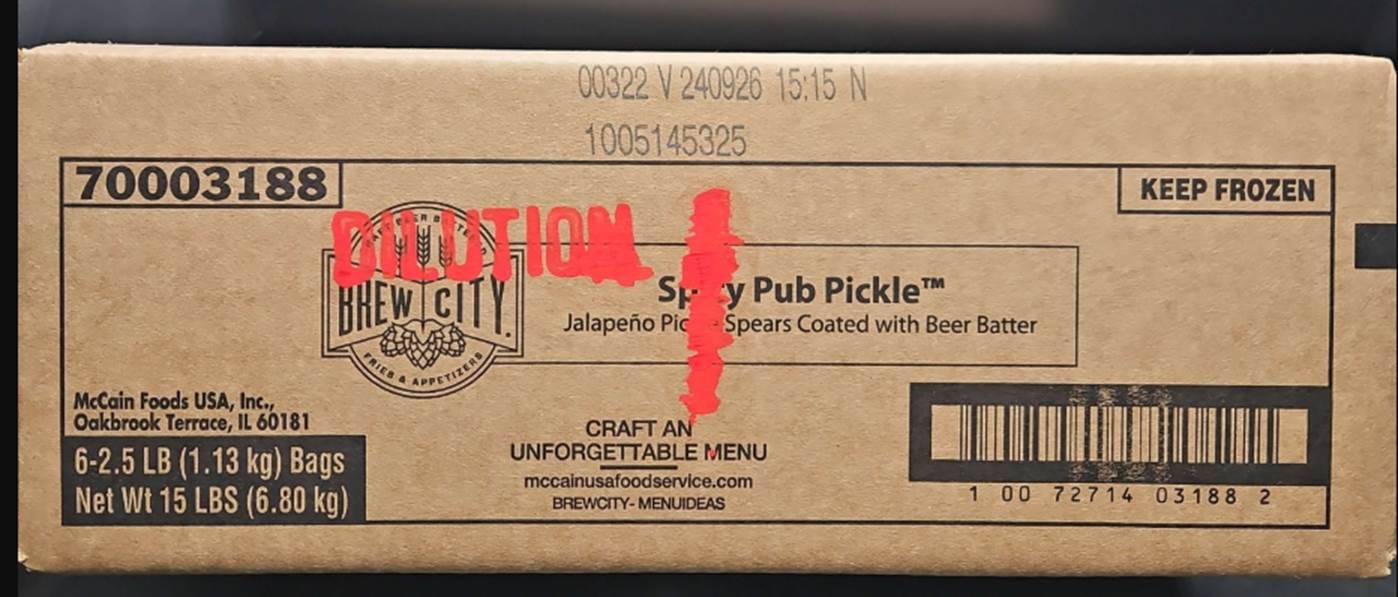 00322 V 240926 15:15 N
1005145325
70003188
KEEP FROZEN
DILUTION
BREW CITY.
FRIES & APPETIZERS
Pub Pickle™
Jalapeño Spears Coated with Beer Batter
McCain Foods USA, Inc.,
Oakbrook Terrace, IL 60181
6-2.5 LB (1.13 kg) Bags
Net Wt 15 LBS (6.80 kg)
CRAFT AN
UNFORGETTABLE MENU
mccainusafoodservice.com
BREWCITY- MENUIDEAS
1 00 72714 03188 2